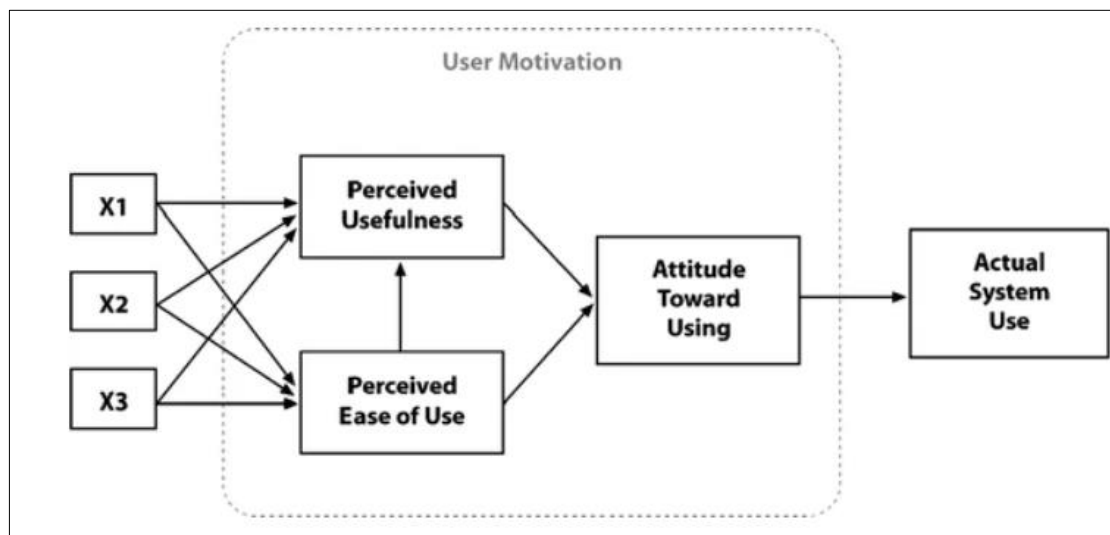 User Motivation
X1
X2
X3
Perceived
Usefulness
Perceived
Ease of Use
Attitude
Toward
Using
Actual
System
Use